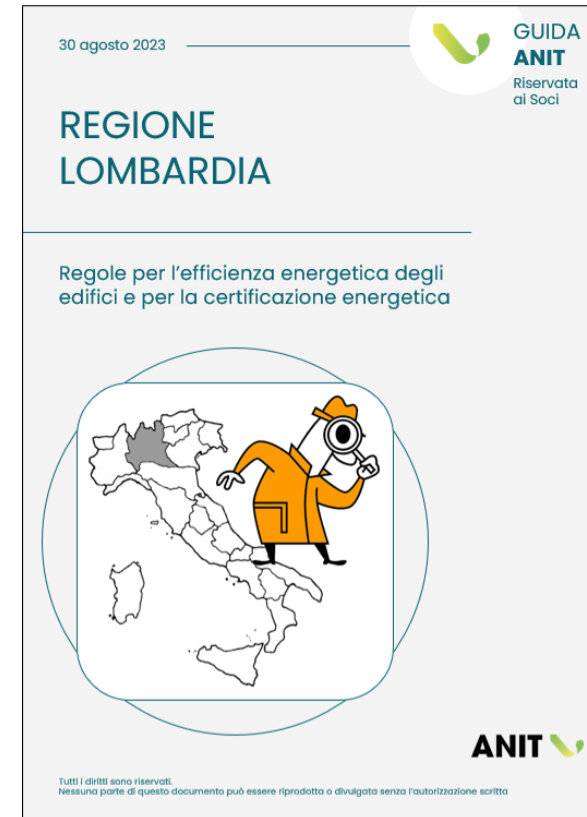 30 agosto 2023
GUIDA
ANIT
Riservata
ai Soci
REGIONE
LOMBARDIA
Regole per l'efficienza energetica degli
edifici e per la certificazione energetica
ANIT
Tutti i diritti sono riservati.
Nessuna parte di questo documento può essere riprodotta o divulgata senza l'autorizzazione scritta